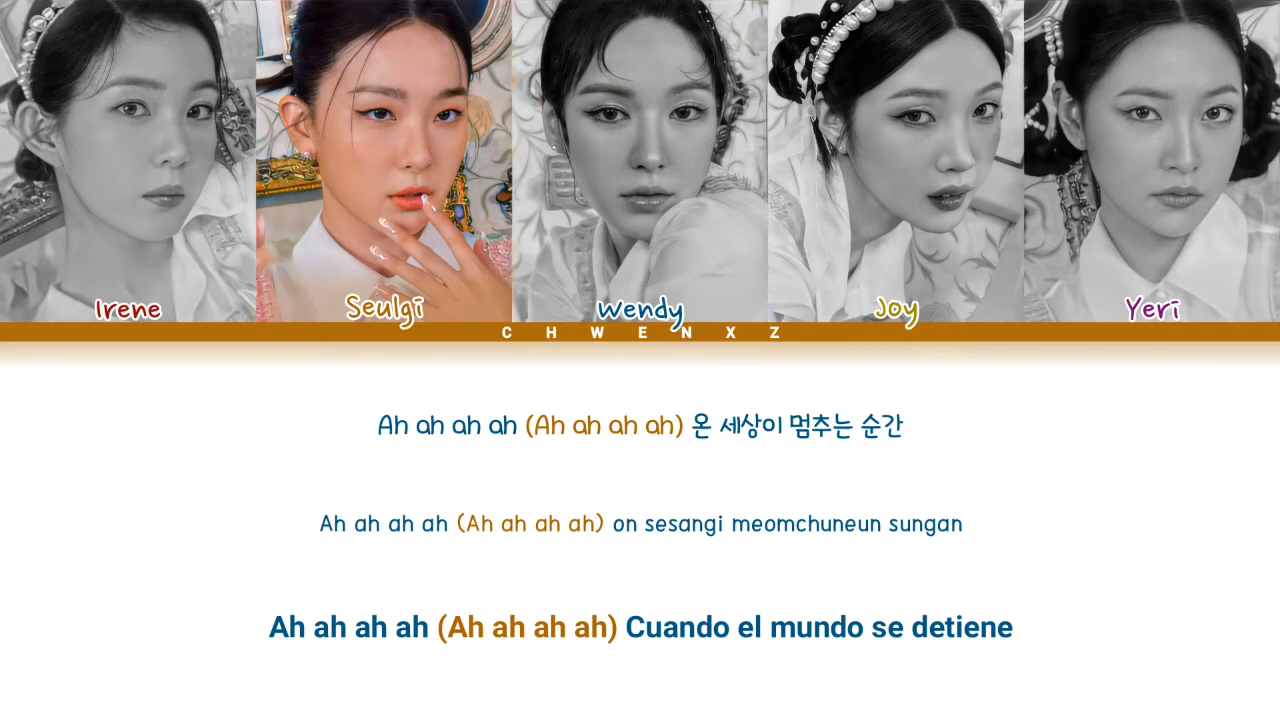 Irene Seulgi Wendy Joy Yeri
CHWENXZ
Ah ah ah ah (Ah ah ah ah) 온 세상이 멈추는 순간
Ah ah ah ah (Ah ah ah ah) on sesangi meomchuneun sungan
Ah ah ah ah (Ah ah ah ah) Cuando el mundo se detiene